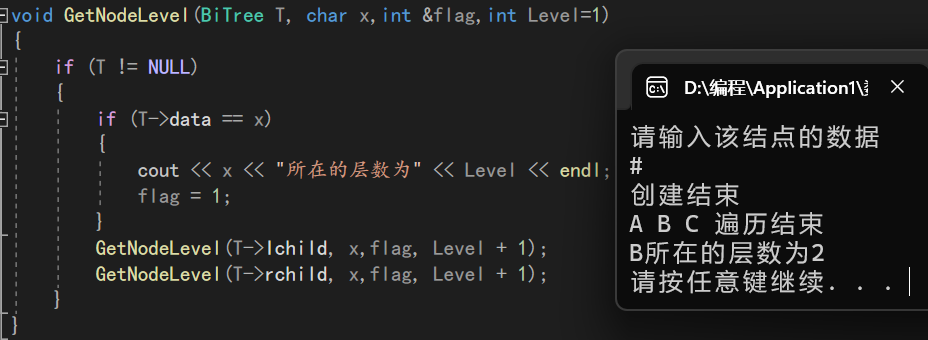 void GetNodeLevel(BiTree T, char x,int &flag,int Level=1)
{
if (T != NULL)
{
if (T->data == x)
{
cout << x << "所在的层数为" << Level << endl;
flag = 1;
}
GetNodeLevel(T->lchild, x,flag, Level + 1);
GetNodeLevel(T->rchild, x,flag, Level + 1);
}
}
D:\编程\Application1\
请输入该结点的数据
#
创建结束
A B C 遍历结束
B所在的层数为2
请按任意键继续. . .